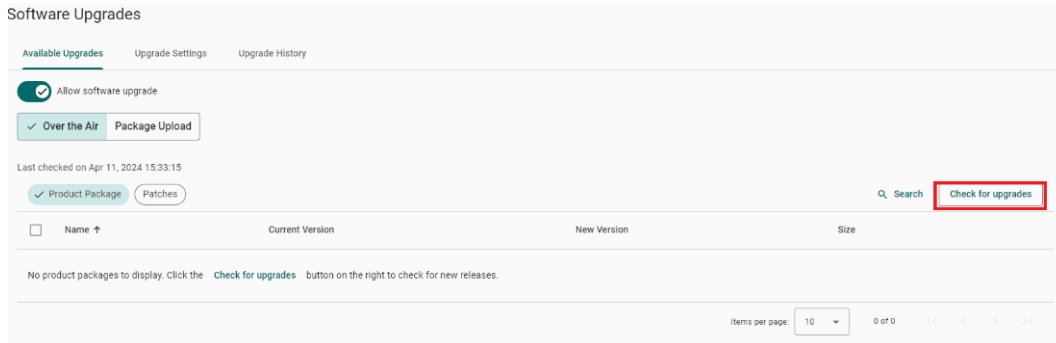 Software Upgrades
Available Upgrades Upgrade Settings Upgrade History
Allow software upgrade
Over the Air Package Upload
Last checked on Apr 11, 2024 15:33:15
Product Package Patches Search Check for upgrades
Name Current Version New Version Size
No product packages to display. Click the Check for upgrades button on the right to check for new releases.
Items per page: 10 0 of 0